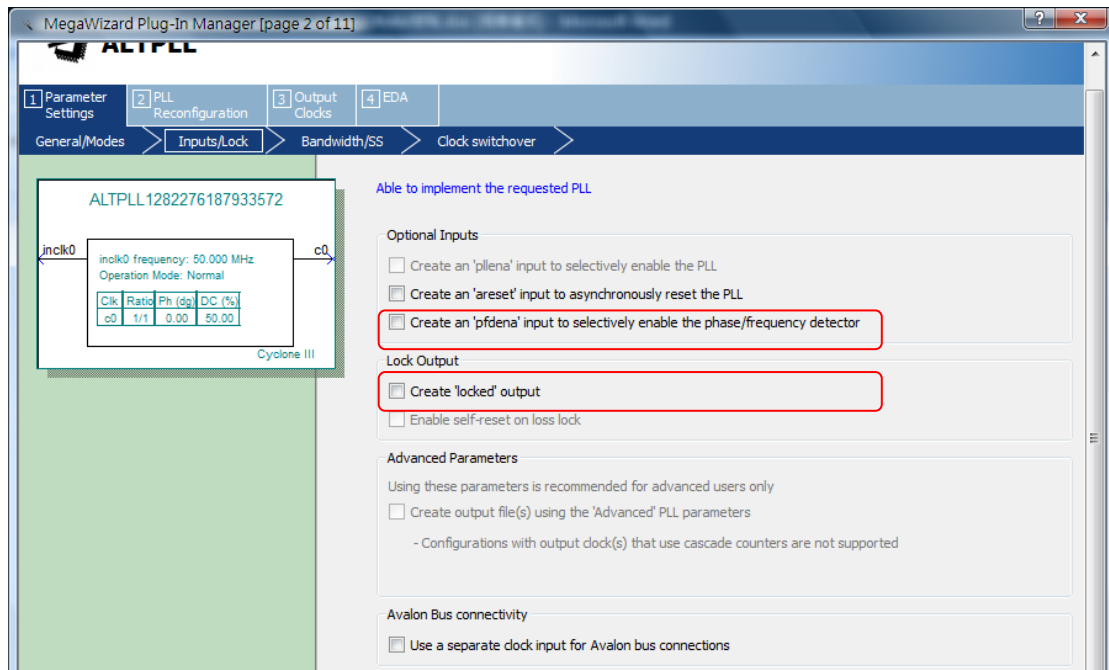 MegaWizard Plug-In Manager [page 2 of 11]
ALTPLL
1 Parameter Settings
2 PLL Reconfiguration
3 Output Clocks
4 EDA
General/Modes
Inputs/Lock
Bandwidth/SS
Clock switchover
ALTPLL1282276187933572
inclk0
c0
inclk0 frequency: 50.000 MHz
Operation Mode: Normal
Clk Ratio Ph (dg) DC (%)
c0 1/1 0.00 50.00
Cyclone III
Able to implement the requested PLL
Optional Inputs
Create an 'pllena' input to selectively enable the PLL
Create an 'areset' input to asynchronously reset the PLL
Create an 'pfdena' input to selectively enable the phase/frequency detector
Lock Output
Create 'locked' output
Enable self-reset on loss lock
Advanced Parameters
Using these parameters is recommended for advanced users only
Create output file(s) using the 'Advanced' PLL parameters
- Configurations with output clock(s) that use cascade counters are not supported
Avalon Bus connectivity
Use a separate clock input for Avalon bus connections